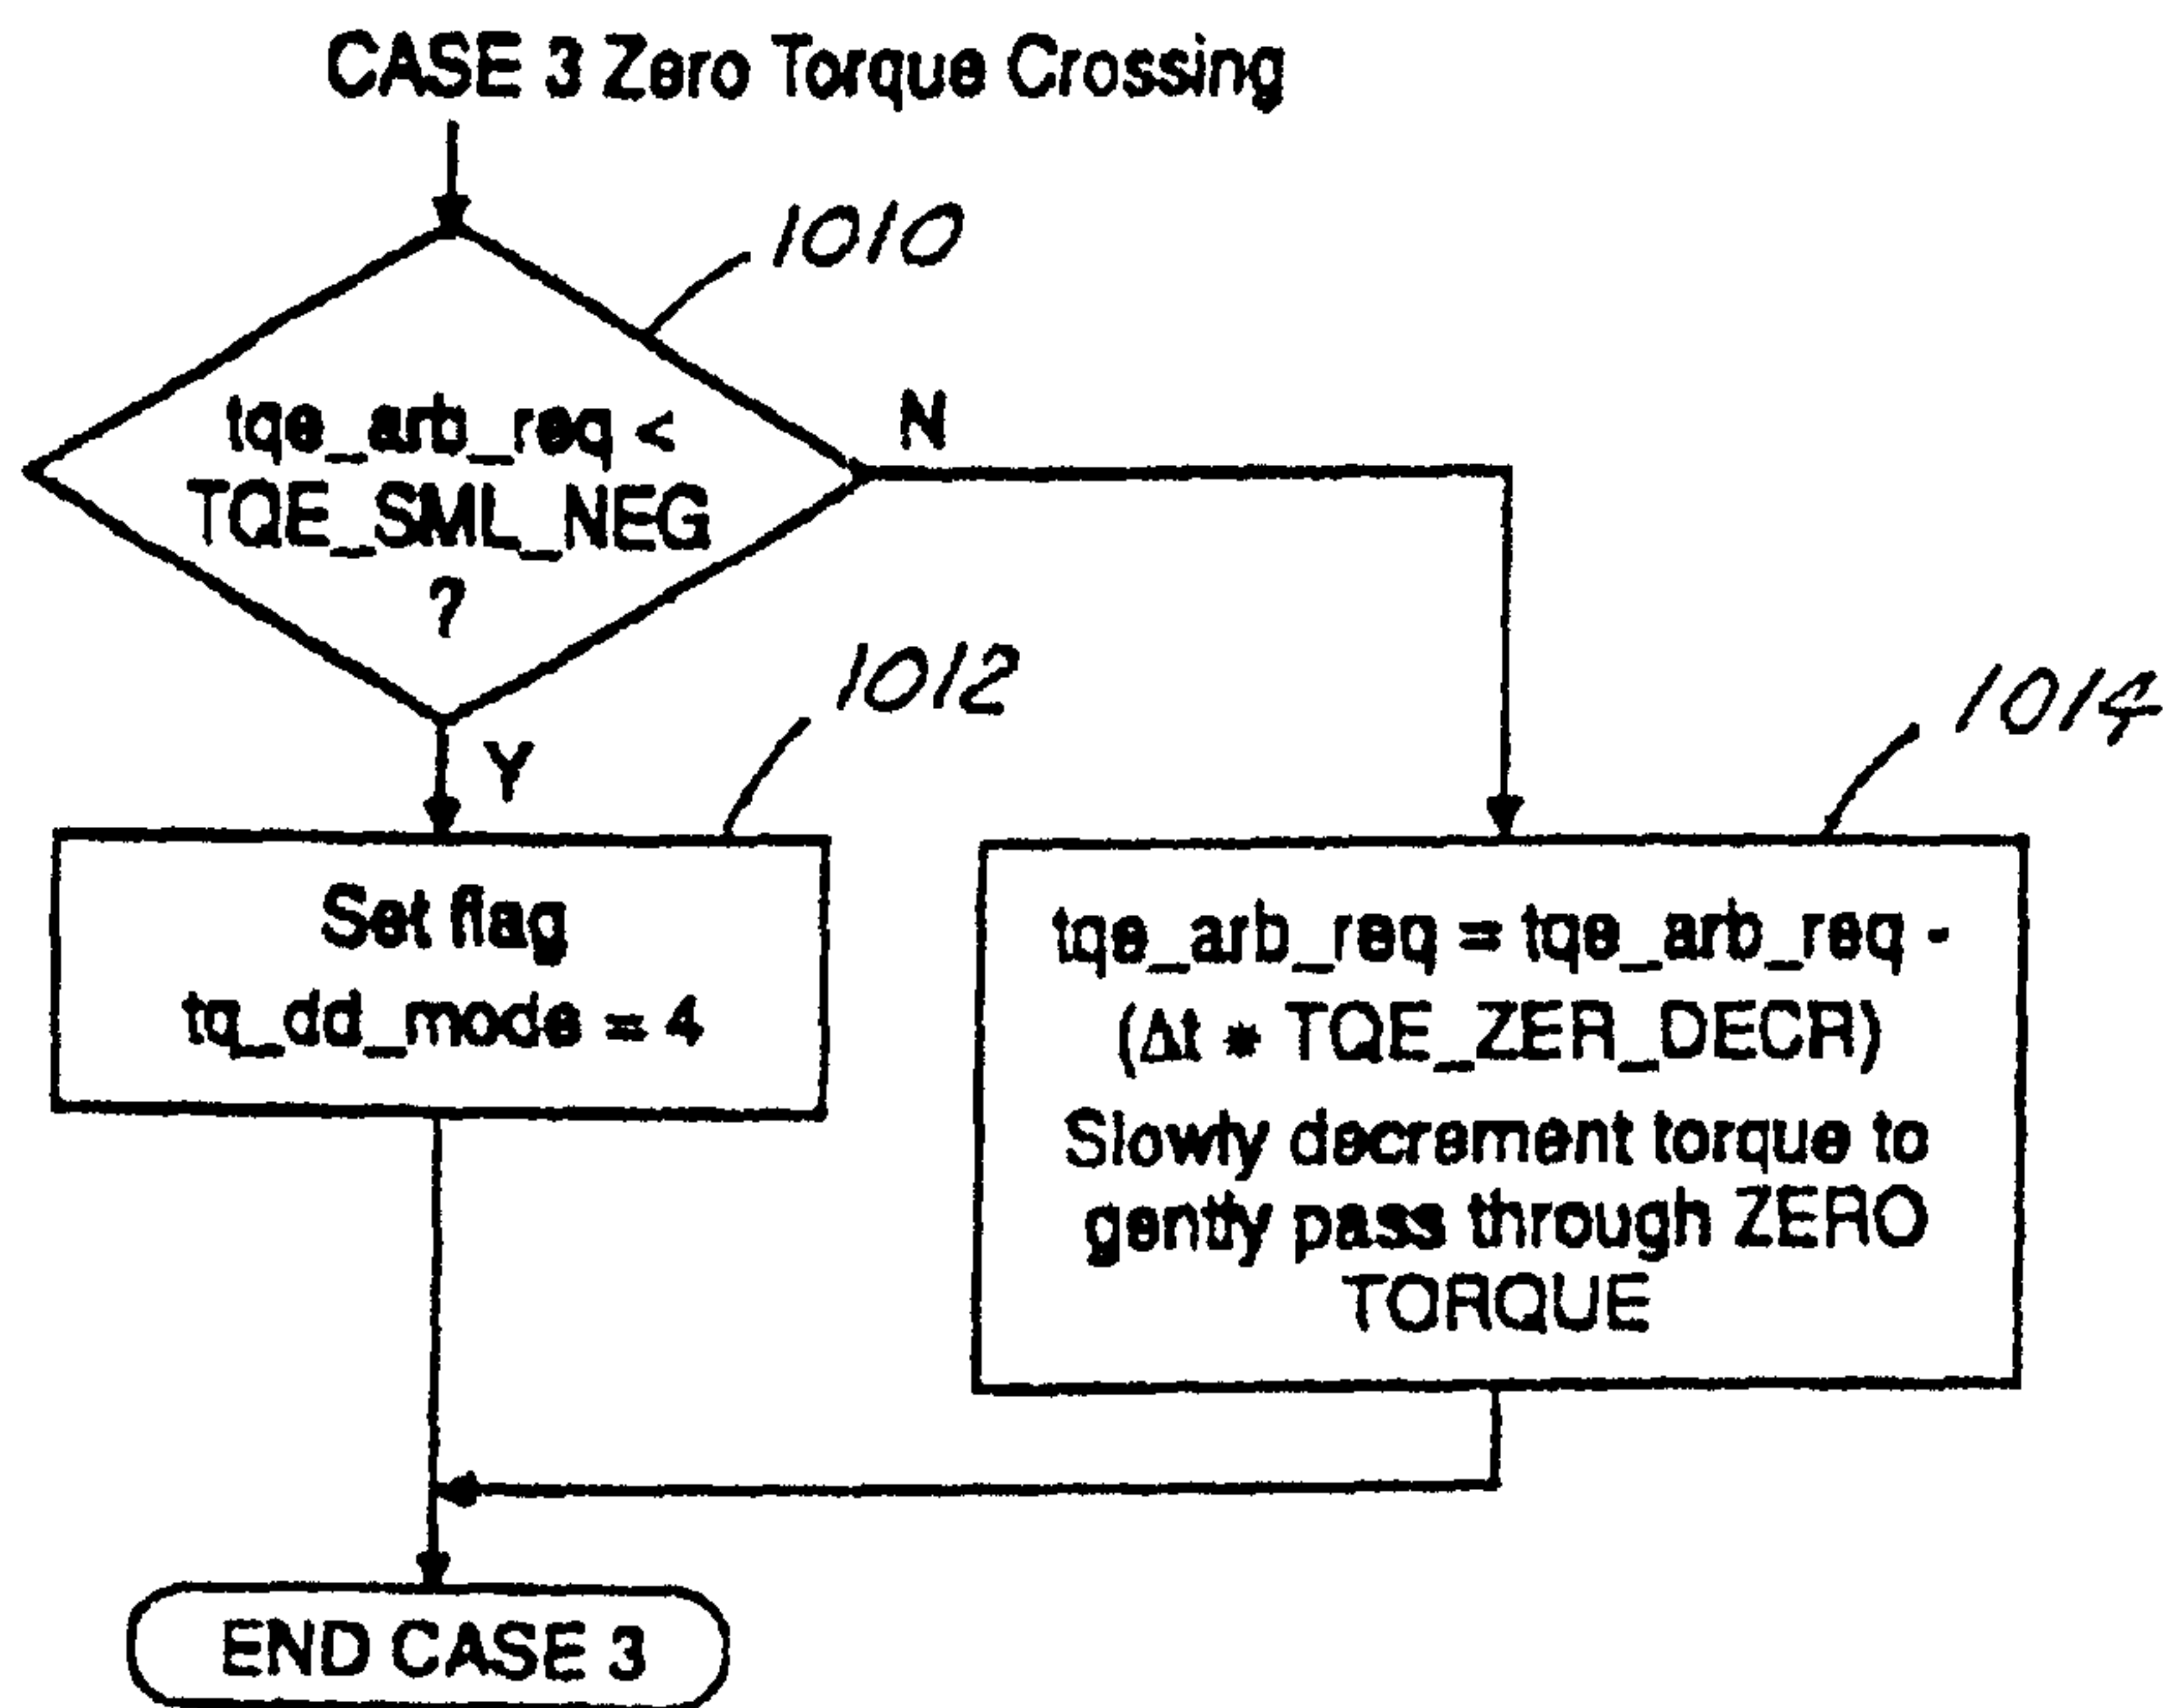 CASE 3 Zero Torque Crossing
1010
tqe_arb_req <
TQE_SML_NEG
?
N
Y
1012
1014
Set flag
tq_dd_mode = 4
tqe_arb_req = tqe_arb_req -
(Δt * TQE_ZER_DECR)
Slowly decrement torque to
gently pass through ZERO
TORQUE
END CASE 3